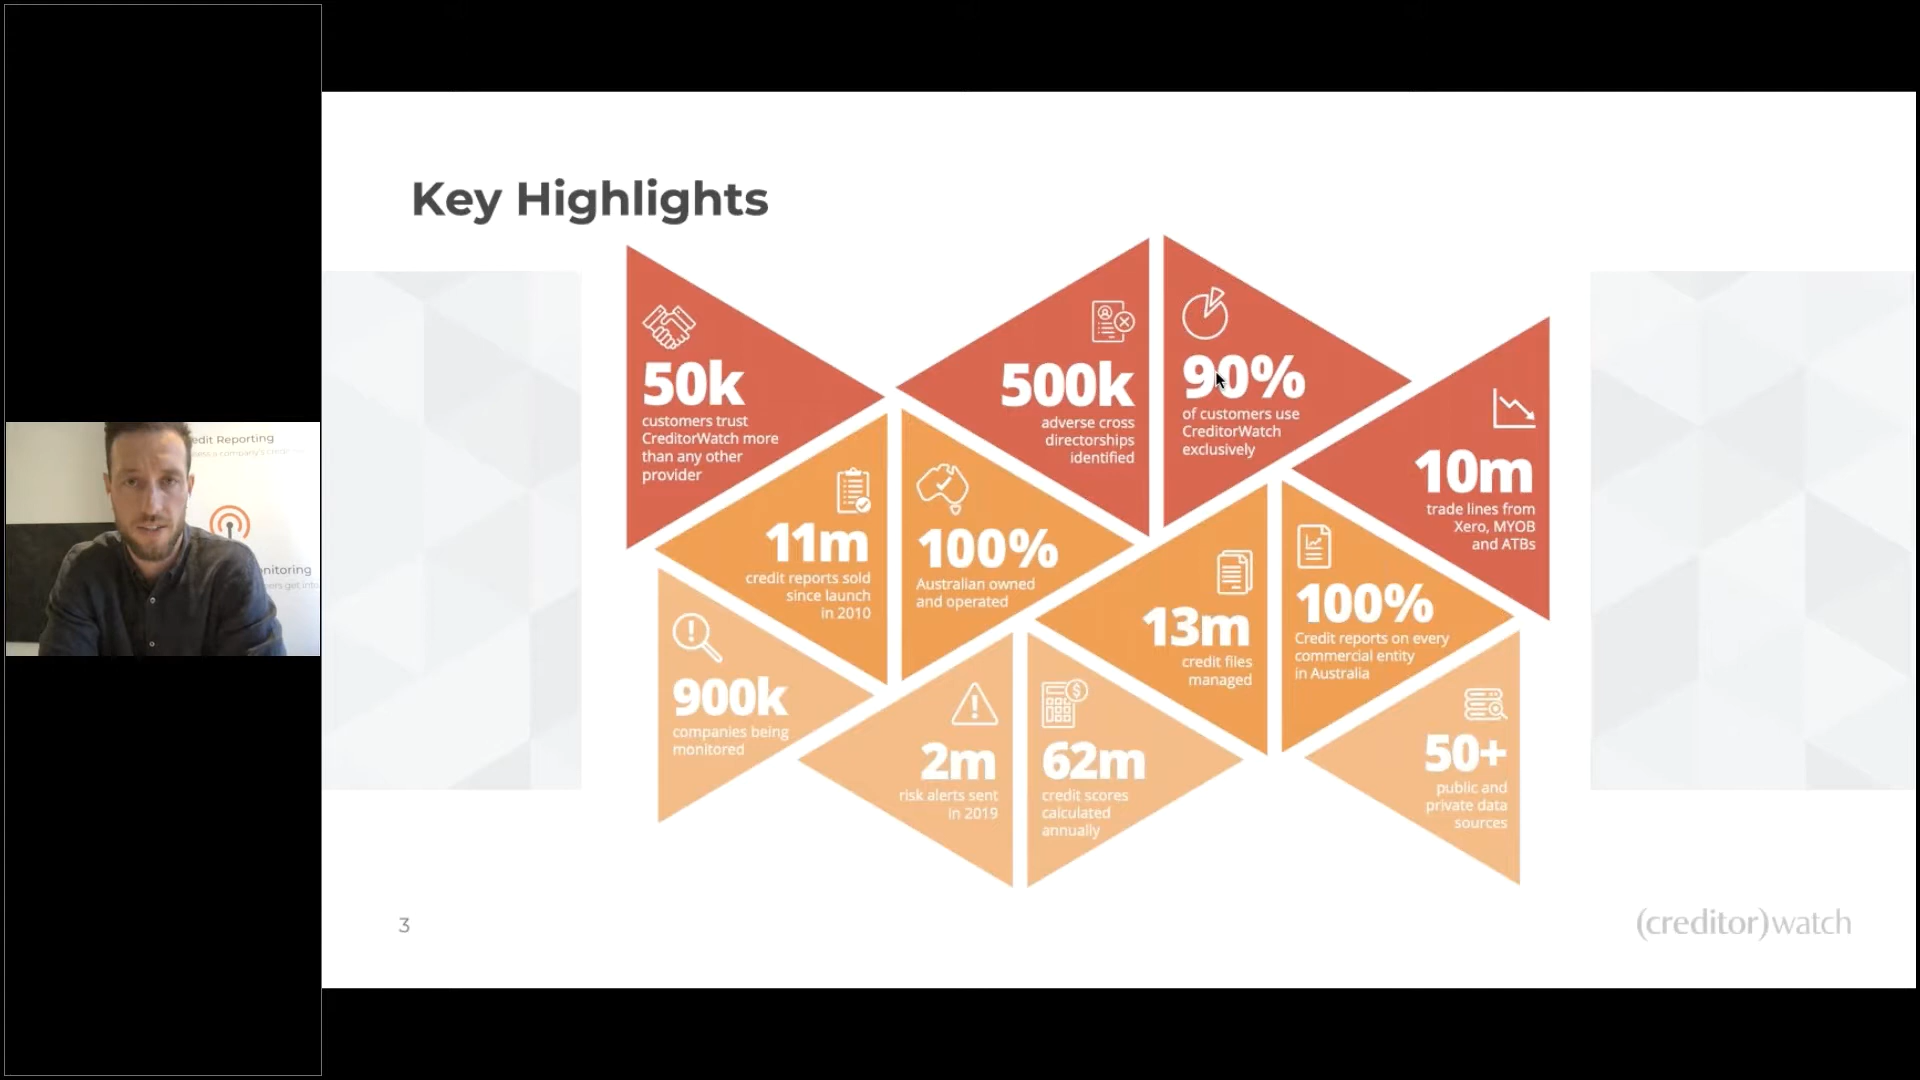 Key Highlights
50k
customers trust
CreditorWatch more
than any other
provider
500k
adverse cross
directorships
identified
90%
of customers use
CreditorWatch
exclusively
10m
trade lines from
Xero, MYOB
and ATBs
11m
credit reports sold
since launch
in 2010
100%
Australian owned
and operated
13m
credit files
managed
100%
Credit reports on every
commercial entity
in Australia
900k
companies being
monitored
2m
risk alerts sent
in 2019
62m
credit scores
calculated
annually
50+
public and
private data
sources
edit Reporting
nitoring
3
(creditor)watch